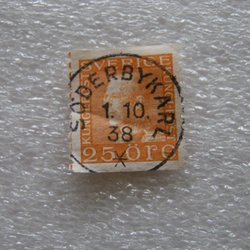 SVERIGE
SÖDERBYKARL
1. 10.
38
25 ÖRE